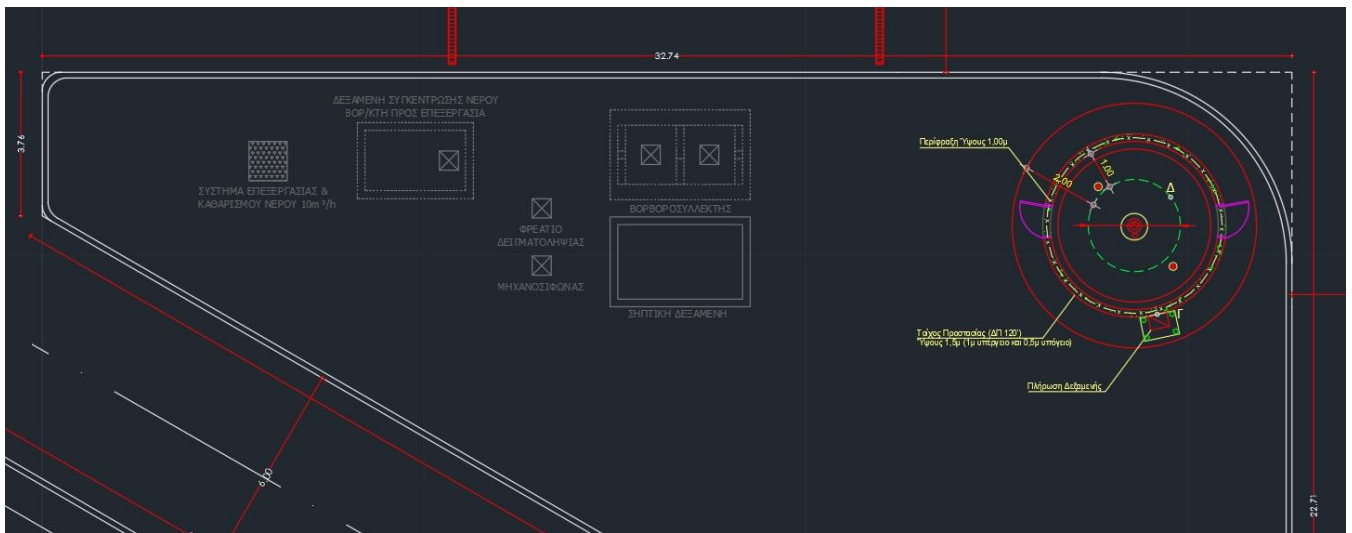 32.74
3.76
ΔΕΞΑΜΕΝΗ ΣΥΓΚΕΝΤΡΩΣΗΣ ΝΕΡΟΥ
ΒΟΡ/ΚΤΗ ΠΡΟΣ ΕΠΕΞΕΡΓΑΣΙΑ
ΣΥΣΤΗΜΑ ΕΠΕΞΕΡΓΑΣΙΑΣ &
ΚΑΘΑΡΙΣΜΟΥ ΝΕΡΟΥ 10m³/h
ΒΟΡΒΟΡΟΣΥΛΛΕΚΤΗΣ
ΦΡΕΑΤΙΟ
ΔΕΙΓΜΑΤΟΛΗΨΙΑΣ
ΜΗΧΑΝΟΣΙΦΩΝΑΣ
ΣΗΠΤΙΚΗ ΔΕΞΑΜΕΝΗ
Περίφραξη Ύψους 1,00μ
1.00
2.00
Δ
Γ
Τοίχος Προστασίας (ΔΠ 120')
Ύψους 1,5μ (1μ υπέργειο και 0,5μ υπόγειο)
Πλήρωση Δεξαμενής
6.00
22.71